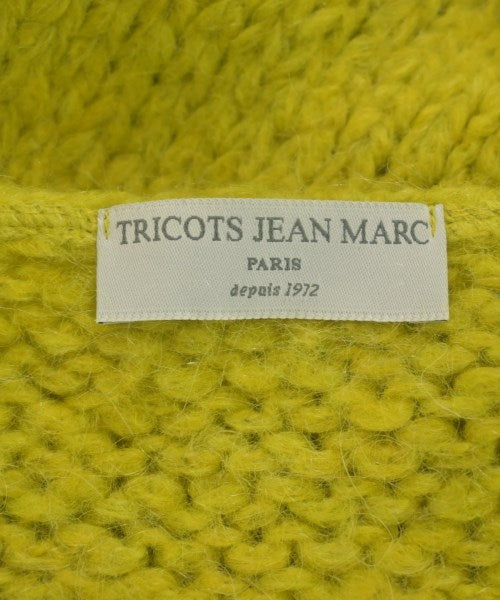 TRICOTS JEAN MARC
PARIS
depuis 1972